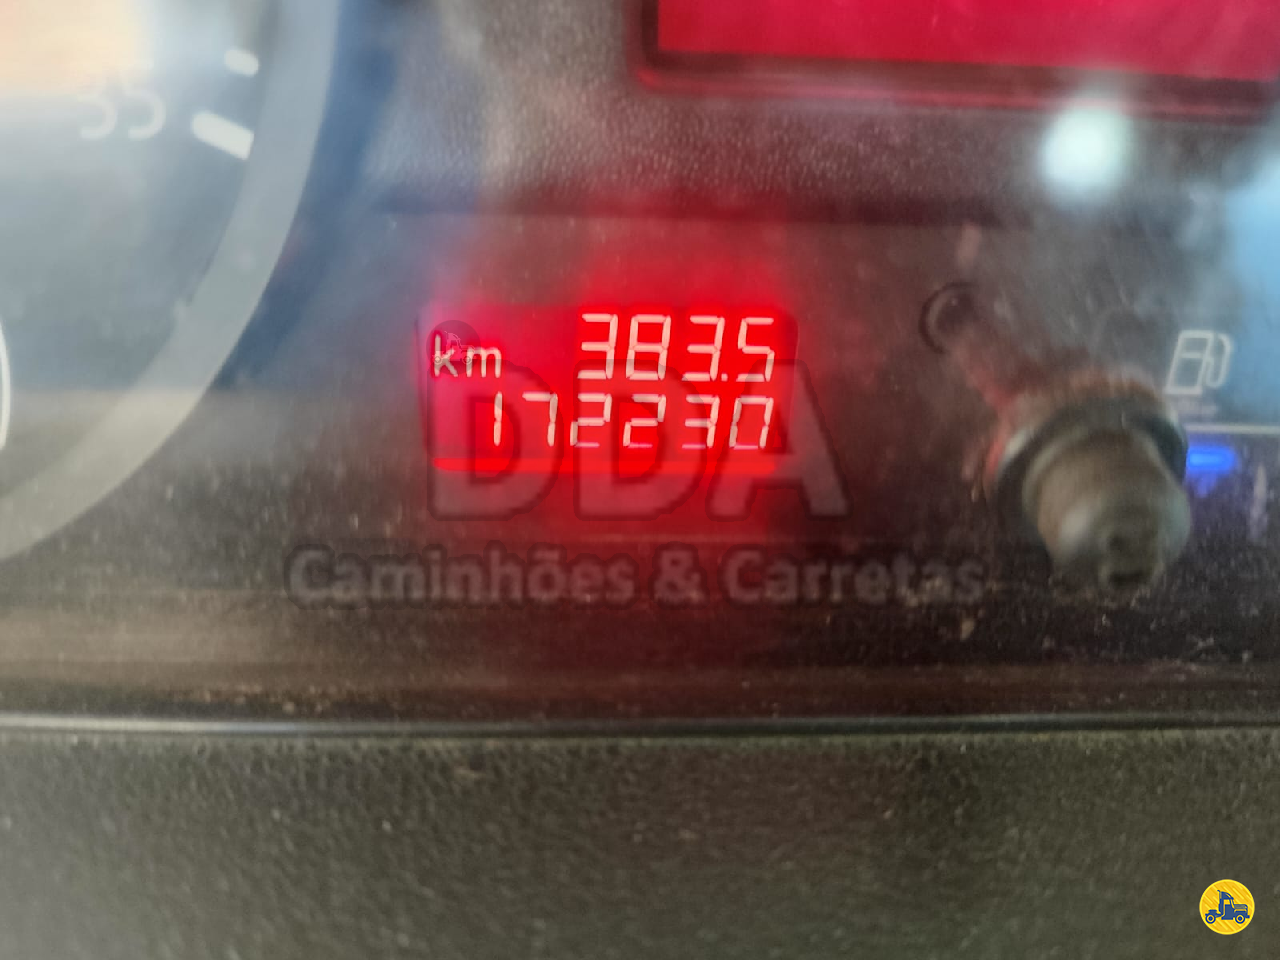 35
km 383.5
172230
DDA
Caminhões & Carretas